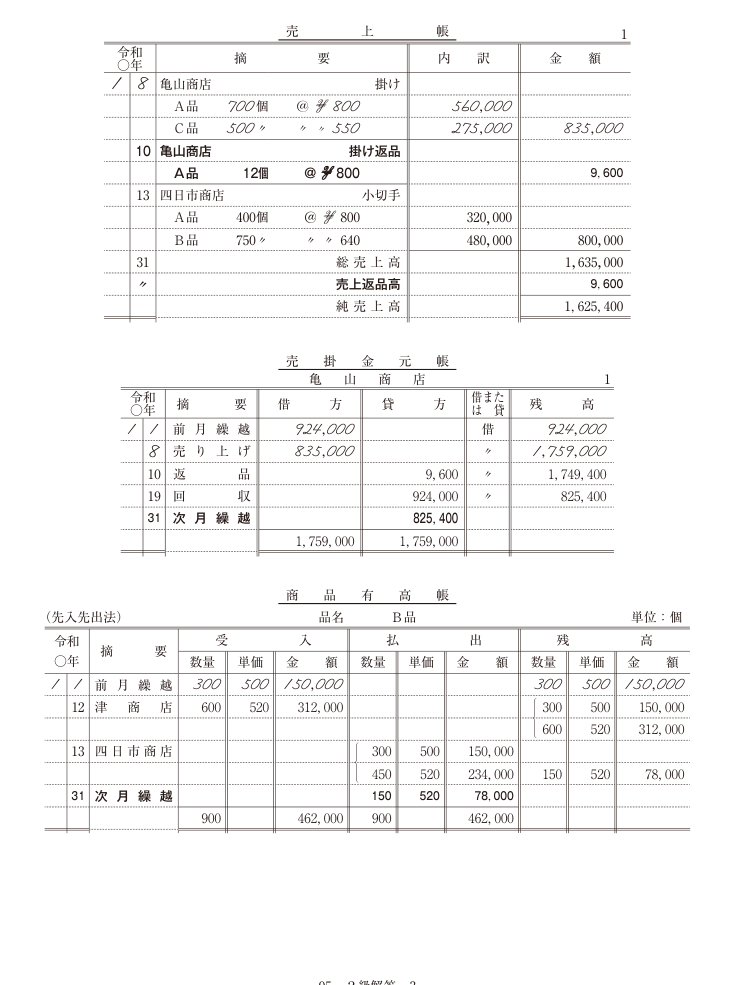 売上帳 1
令和○年 摘要 内訳 金額
1 8 亀山商店 掛け
A品 700個 @¥800 560,000
C品 500〃 〃〃550 275,000 835,000
10 亀山商店 掛け返品
A品 12個 @¥800 9,600
13 四日市商店 小切手
A品 400個 @¥800 320,000
B品 750〃 〃〃640 480,000 800,000
31 総売上高 1,635,000
〃 売上返品高 9,600
純売上高 1,625,400
売掛金元帳
亀山商店 1
令和○年 摘要 借方 貸方 借または貸 残高
1 1 前月繰越 924,000 借 924,000
8 売り上げ 835,000 〃 1,759,000
10 返品 9,600 〃 1,749,400
19 回収 924,000 〃 825,400
31 次月繰越 825,400
1,759,000 1,759,000
商品有高帳
(先入先出法) 品名 B品 単位：個
令和○年 摘要 受入 払出 残高
数量 単価 金額 数量 単価 金額 数量 単価 金額
1 1 前月繰越 300 500 150,000 300 500 150,000
12 津商店 600 520 312,000 300 500 150,000
600 520 312,000
13 四日市商店 300 500 150,000
450 520 234,000 150 520 78,000
31 次月繰越 150 520 78,000
900 462,000 900 462,000